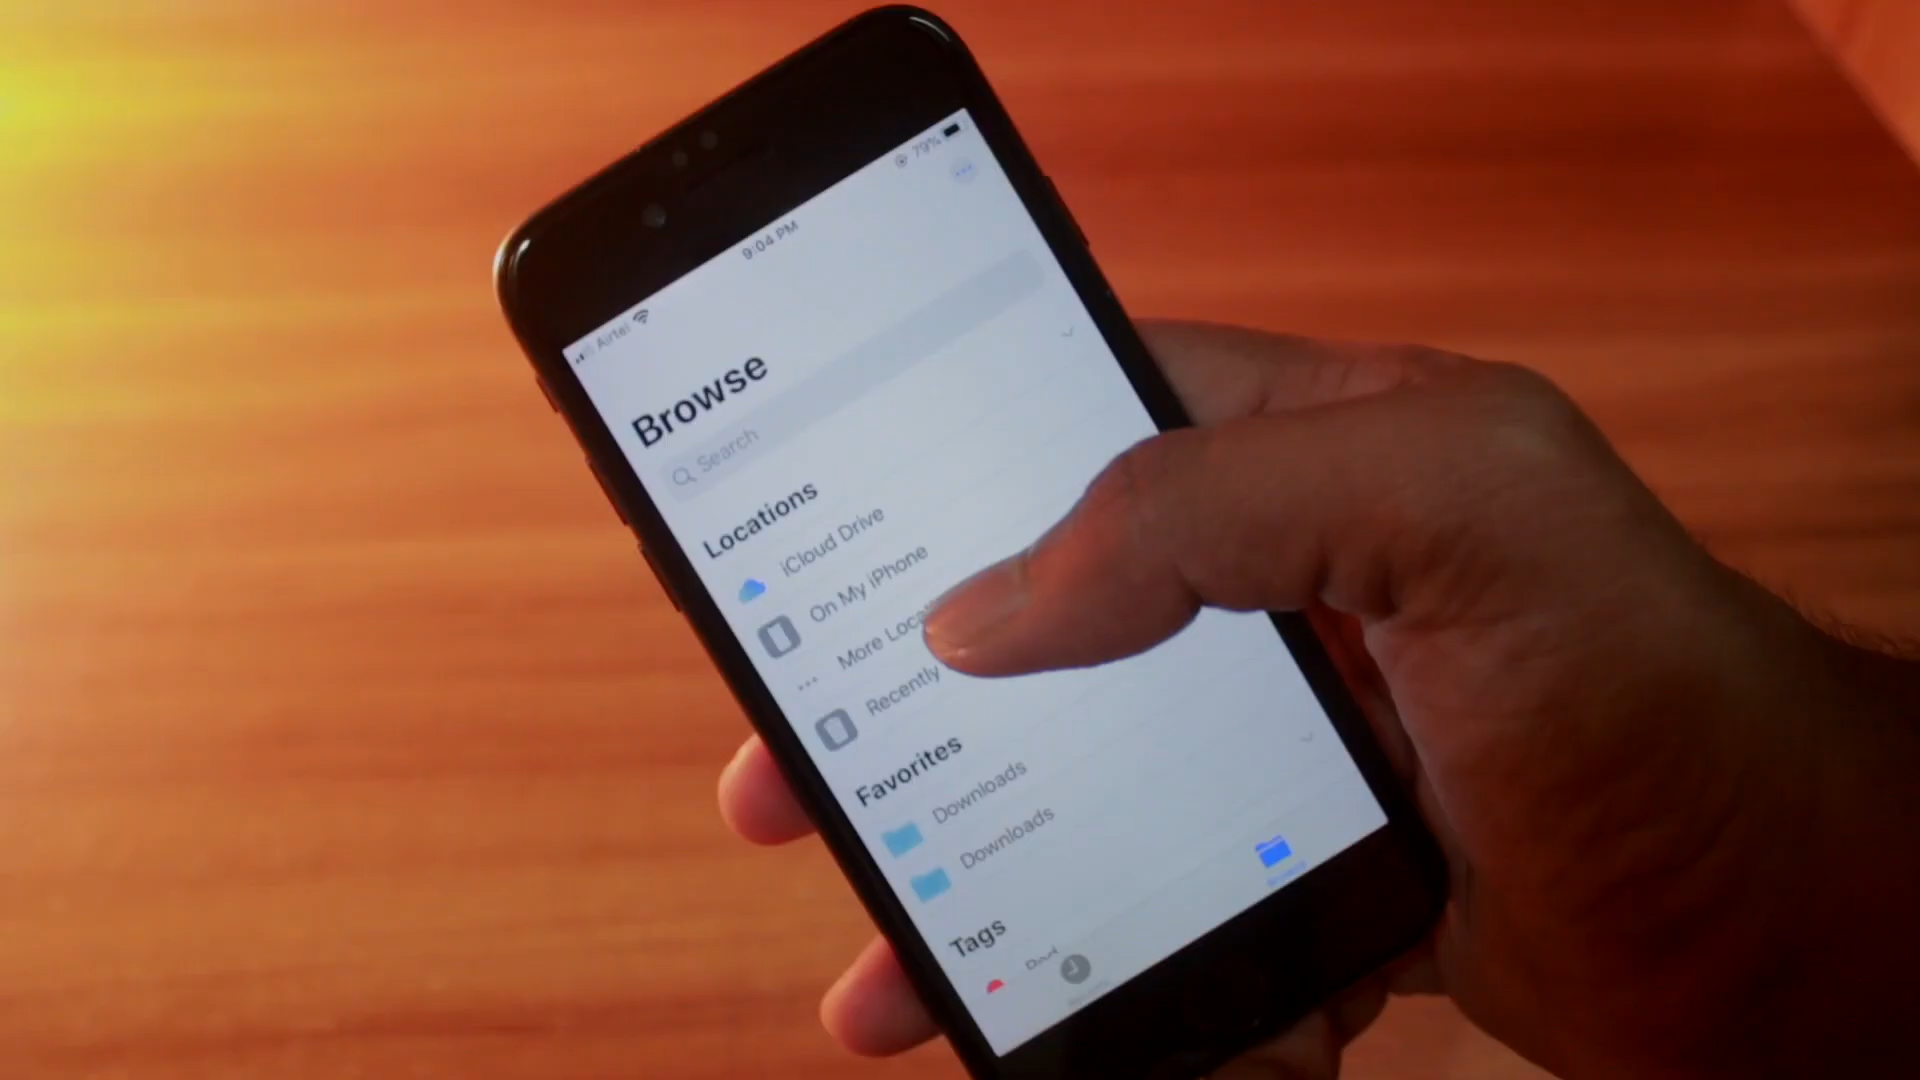 Airtel 9:04 PM 79%
Browse
Search
Locations
iCloud Drive
On My iPhone
More
Recently
Favorites
Downloads
Downloads
Tags